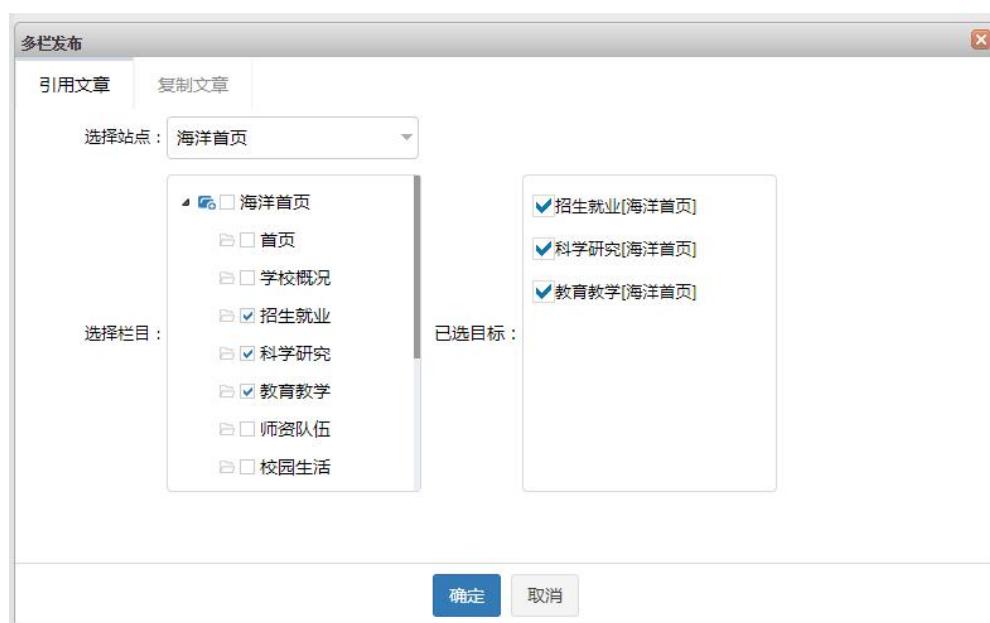 多栏发布
引用文章
复制文章
选择站点：
海洋首页
选择栏目：
海洋首页
首页
学校概况
招生就业
科学研究
教育教学
师资队伍
校园生活
已选目标：
招生就业[海洋首页]
科学研究[海洋首页]
教育教学[海洋首页]
确定
取消